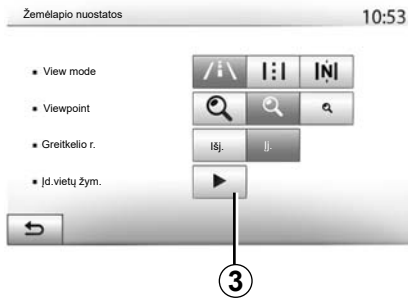 Žemėlapio nuostatos 10:53
View mode N
Viewpoint
Greitkelio r. Išj. Įj.
Įd.vietų žym.
3